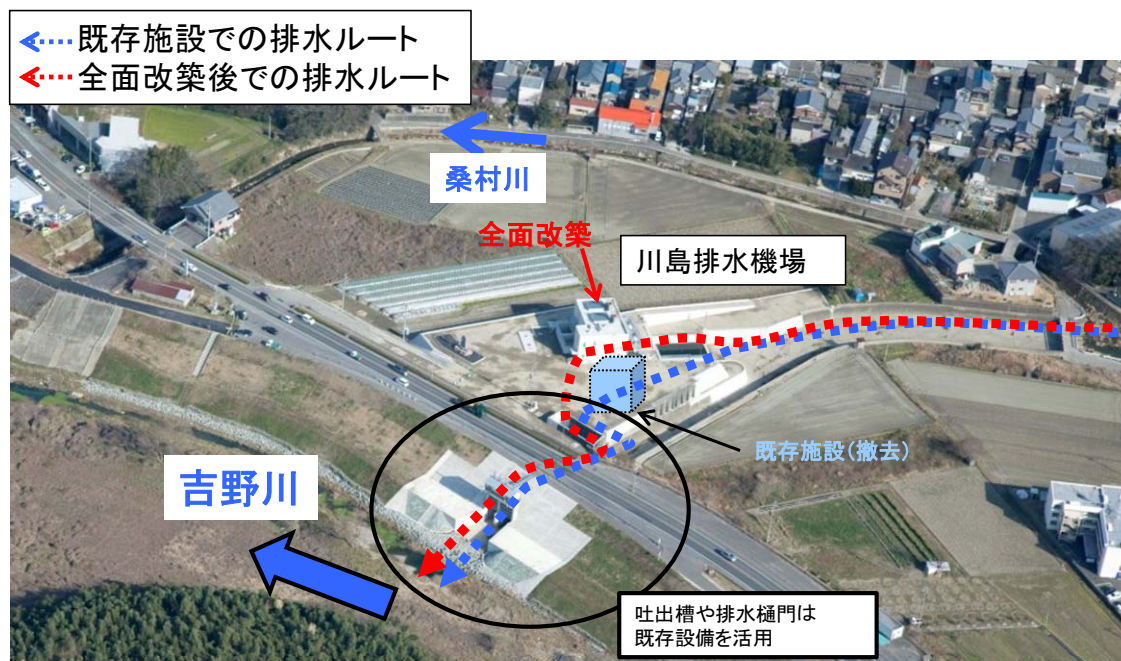 既存施設での排水ルート
全面改築後での排水ルート
桑村川
全面改築
川島排水機場
既存施設(撤去)
吉野川
吐出槽や排水樋門は
既存設備を活用